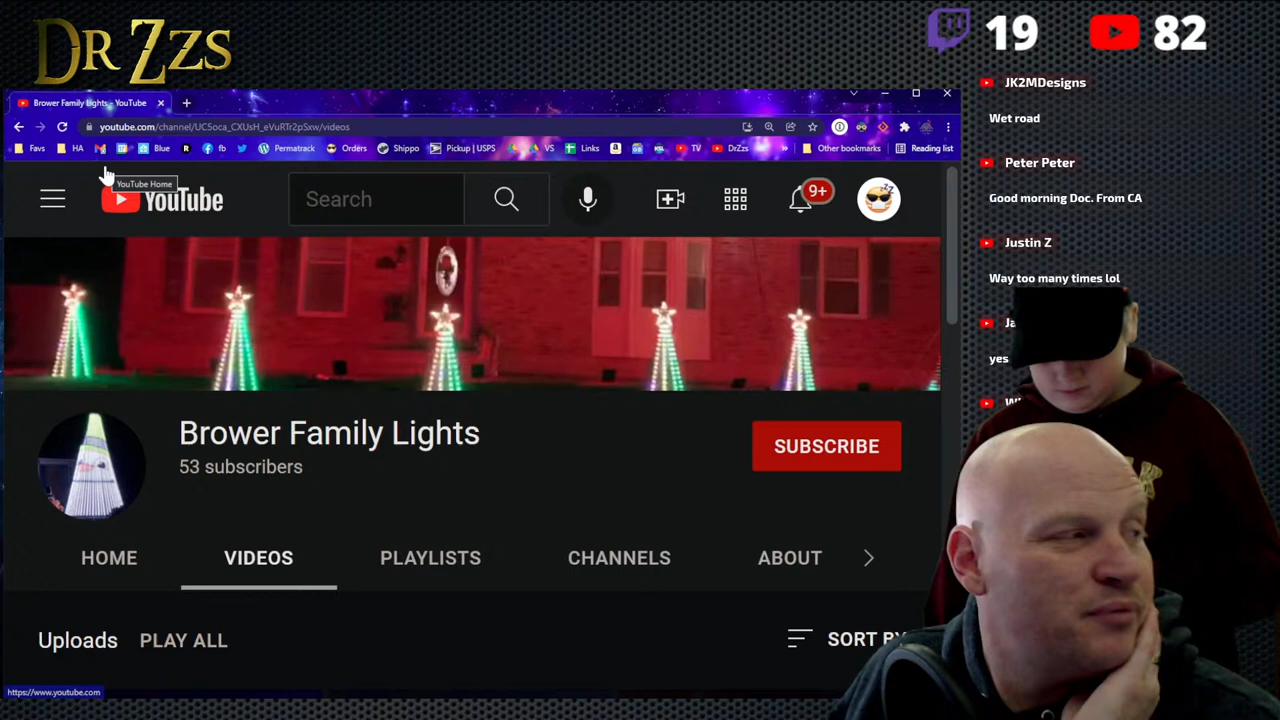 DR ZZS
19
82
Brower Family Lights - YouTube
youtube.com/channel/UC5oca_CXUsH_eVuRTr2pSxw/videos
Favs HA Blue fb Permatrack Orders Shippo Pickup | USPS VS Links TV DrZzs Other bookmarks Reading list
YouTube Home
YouTube
Search
9+
Brower Family Lights
53 subscribers
SUBSCRIBE
HOME VIDEOS PLAYLISTS CHANNELS ABOUT
Uploads PLAY ALL
SORT BY
https://www.youtube.com
JK2MDesigns
Wet road
Peter Peter
Good morning Doc. From CA
Justin Z
Way too many times lol
yes